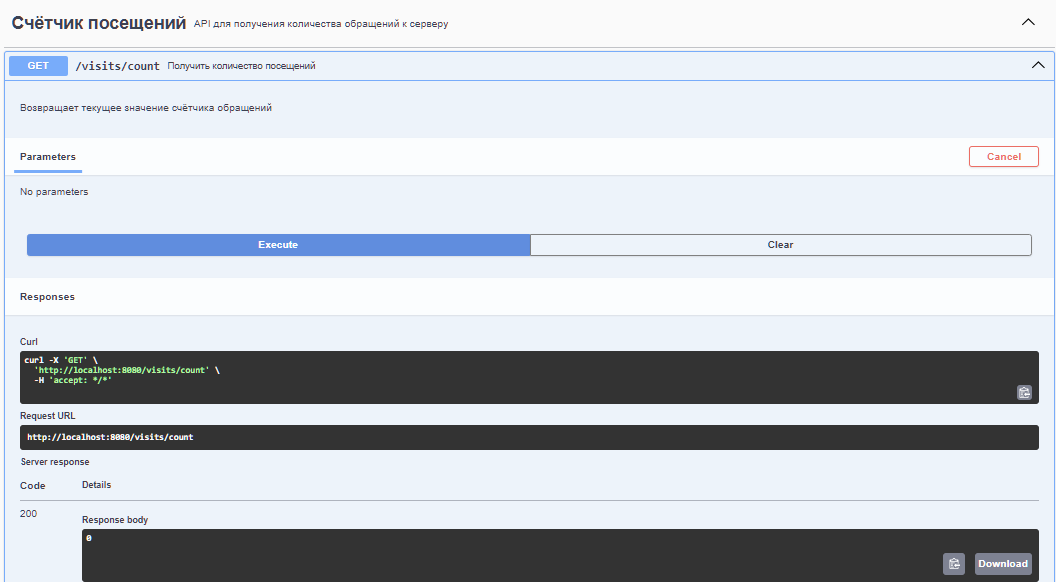 Счётчик посещений API для получения количества обращений к серверу
GET /visits/count Получить количество посещений
Возвращает текущее значение счётчика обращений
Parameters
Cancel
No parameters
Execute
Clear
Responses
Curl
curl -X 'GET' \
'http://localhost:8080/visits/count' \
-H 'accept: */*'
Request URL
http://localhost:8080/visits/count
Server response
Code Details
200
Response body
0
Download